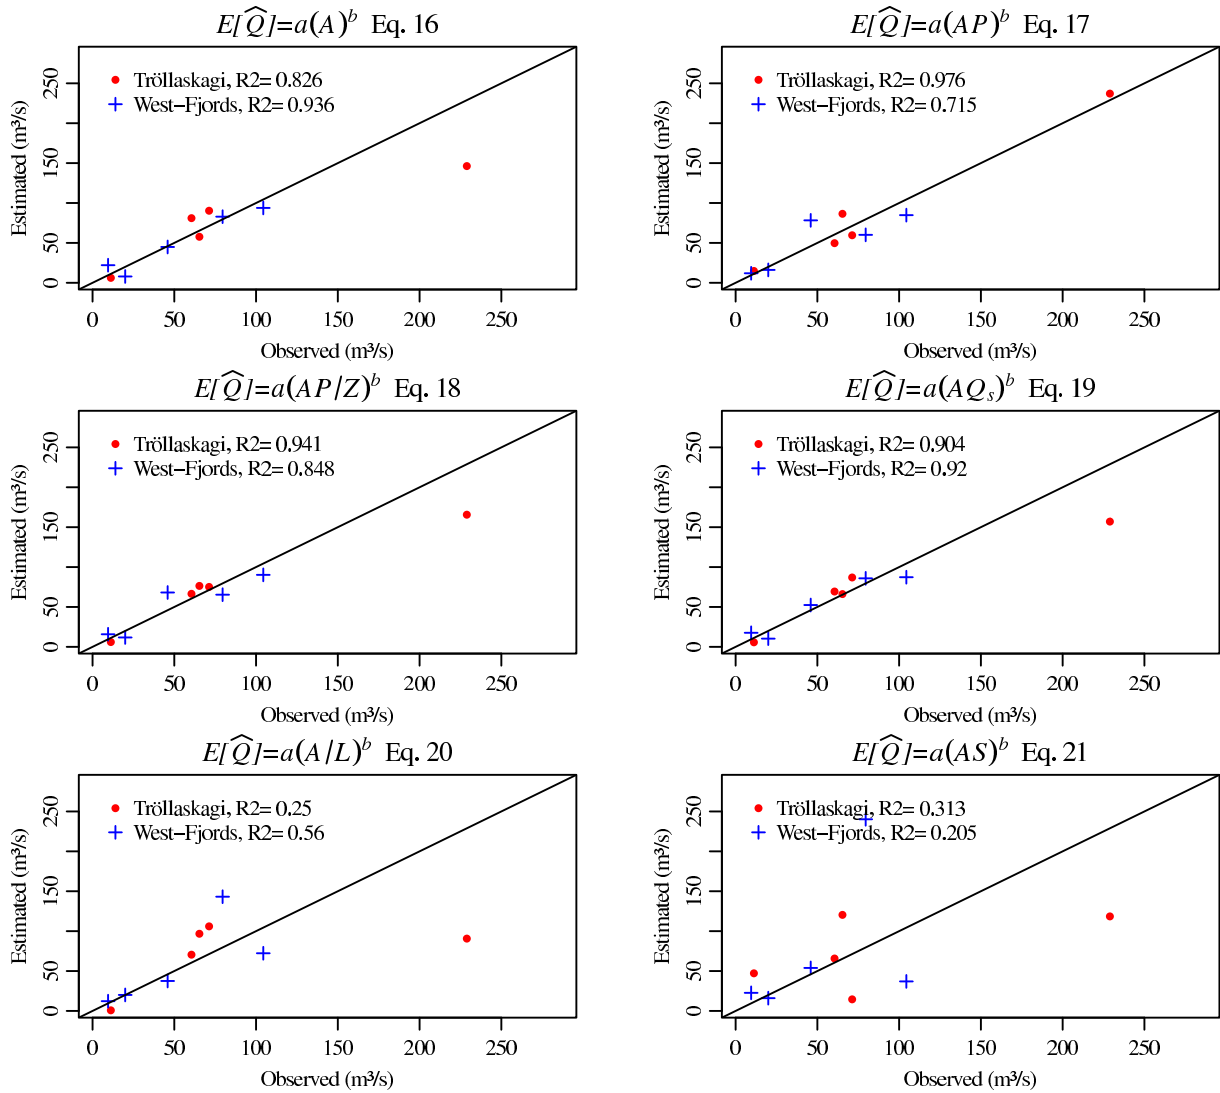 E[Q̂]=a(A)ᵇ Eq. 16
Tröllaskagi, R2= 0.826
West−Fjords, R2= 0.936
Estimated (m³/s)
0 50 150 250
0 50 100 150 200 250
Observed (m³/s)
E[Q̂]=a(AP)ᵇ Eq. 17
Tröllaskagi, R2= 0.976
West−Fjords, R2= 0.715
Estimated (m³/s)
0 50 150 250
0 50 100 150 200 250
Observed (m³/s)
E[Q̂]=a(AP/Z)ᵇ Eq. 18
Tröllaskagi, R2= 0.941
West−Fjords, R2= 0.848
Estimated (m³/s)
0 50 150 250
0 50 100 150 200 250
Observed (m³/s)
E[Q̂]=a(AQₛ)ᵇ Eq. 19
Tröllaskagi, R2= 0.904
West−Fjords, R2= 0.92
Estimated (m³/s)
0 50 150 250
0 50 100 150 200 250
Observed (m³/s)
E[Q̂]=a(A/L)ᵇ Eq. 20
Tröllaskagi, R2= 0.25
West−Fjords, R2= 0.56
Estimated (m³/s)
0 50 150 250
0 50 100 150 200 250
Observed (m³/s)
E[Q̂]=a(AS)ᵇ Eq. 21
Tröllaskagi, R2= 0.313
West−Fjords, R2= 0.205
Estimated (m³/s)
0 50 150 250
0 50 100 150 200 250
Observed (m³/s)